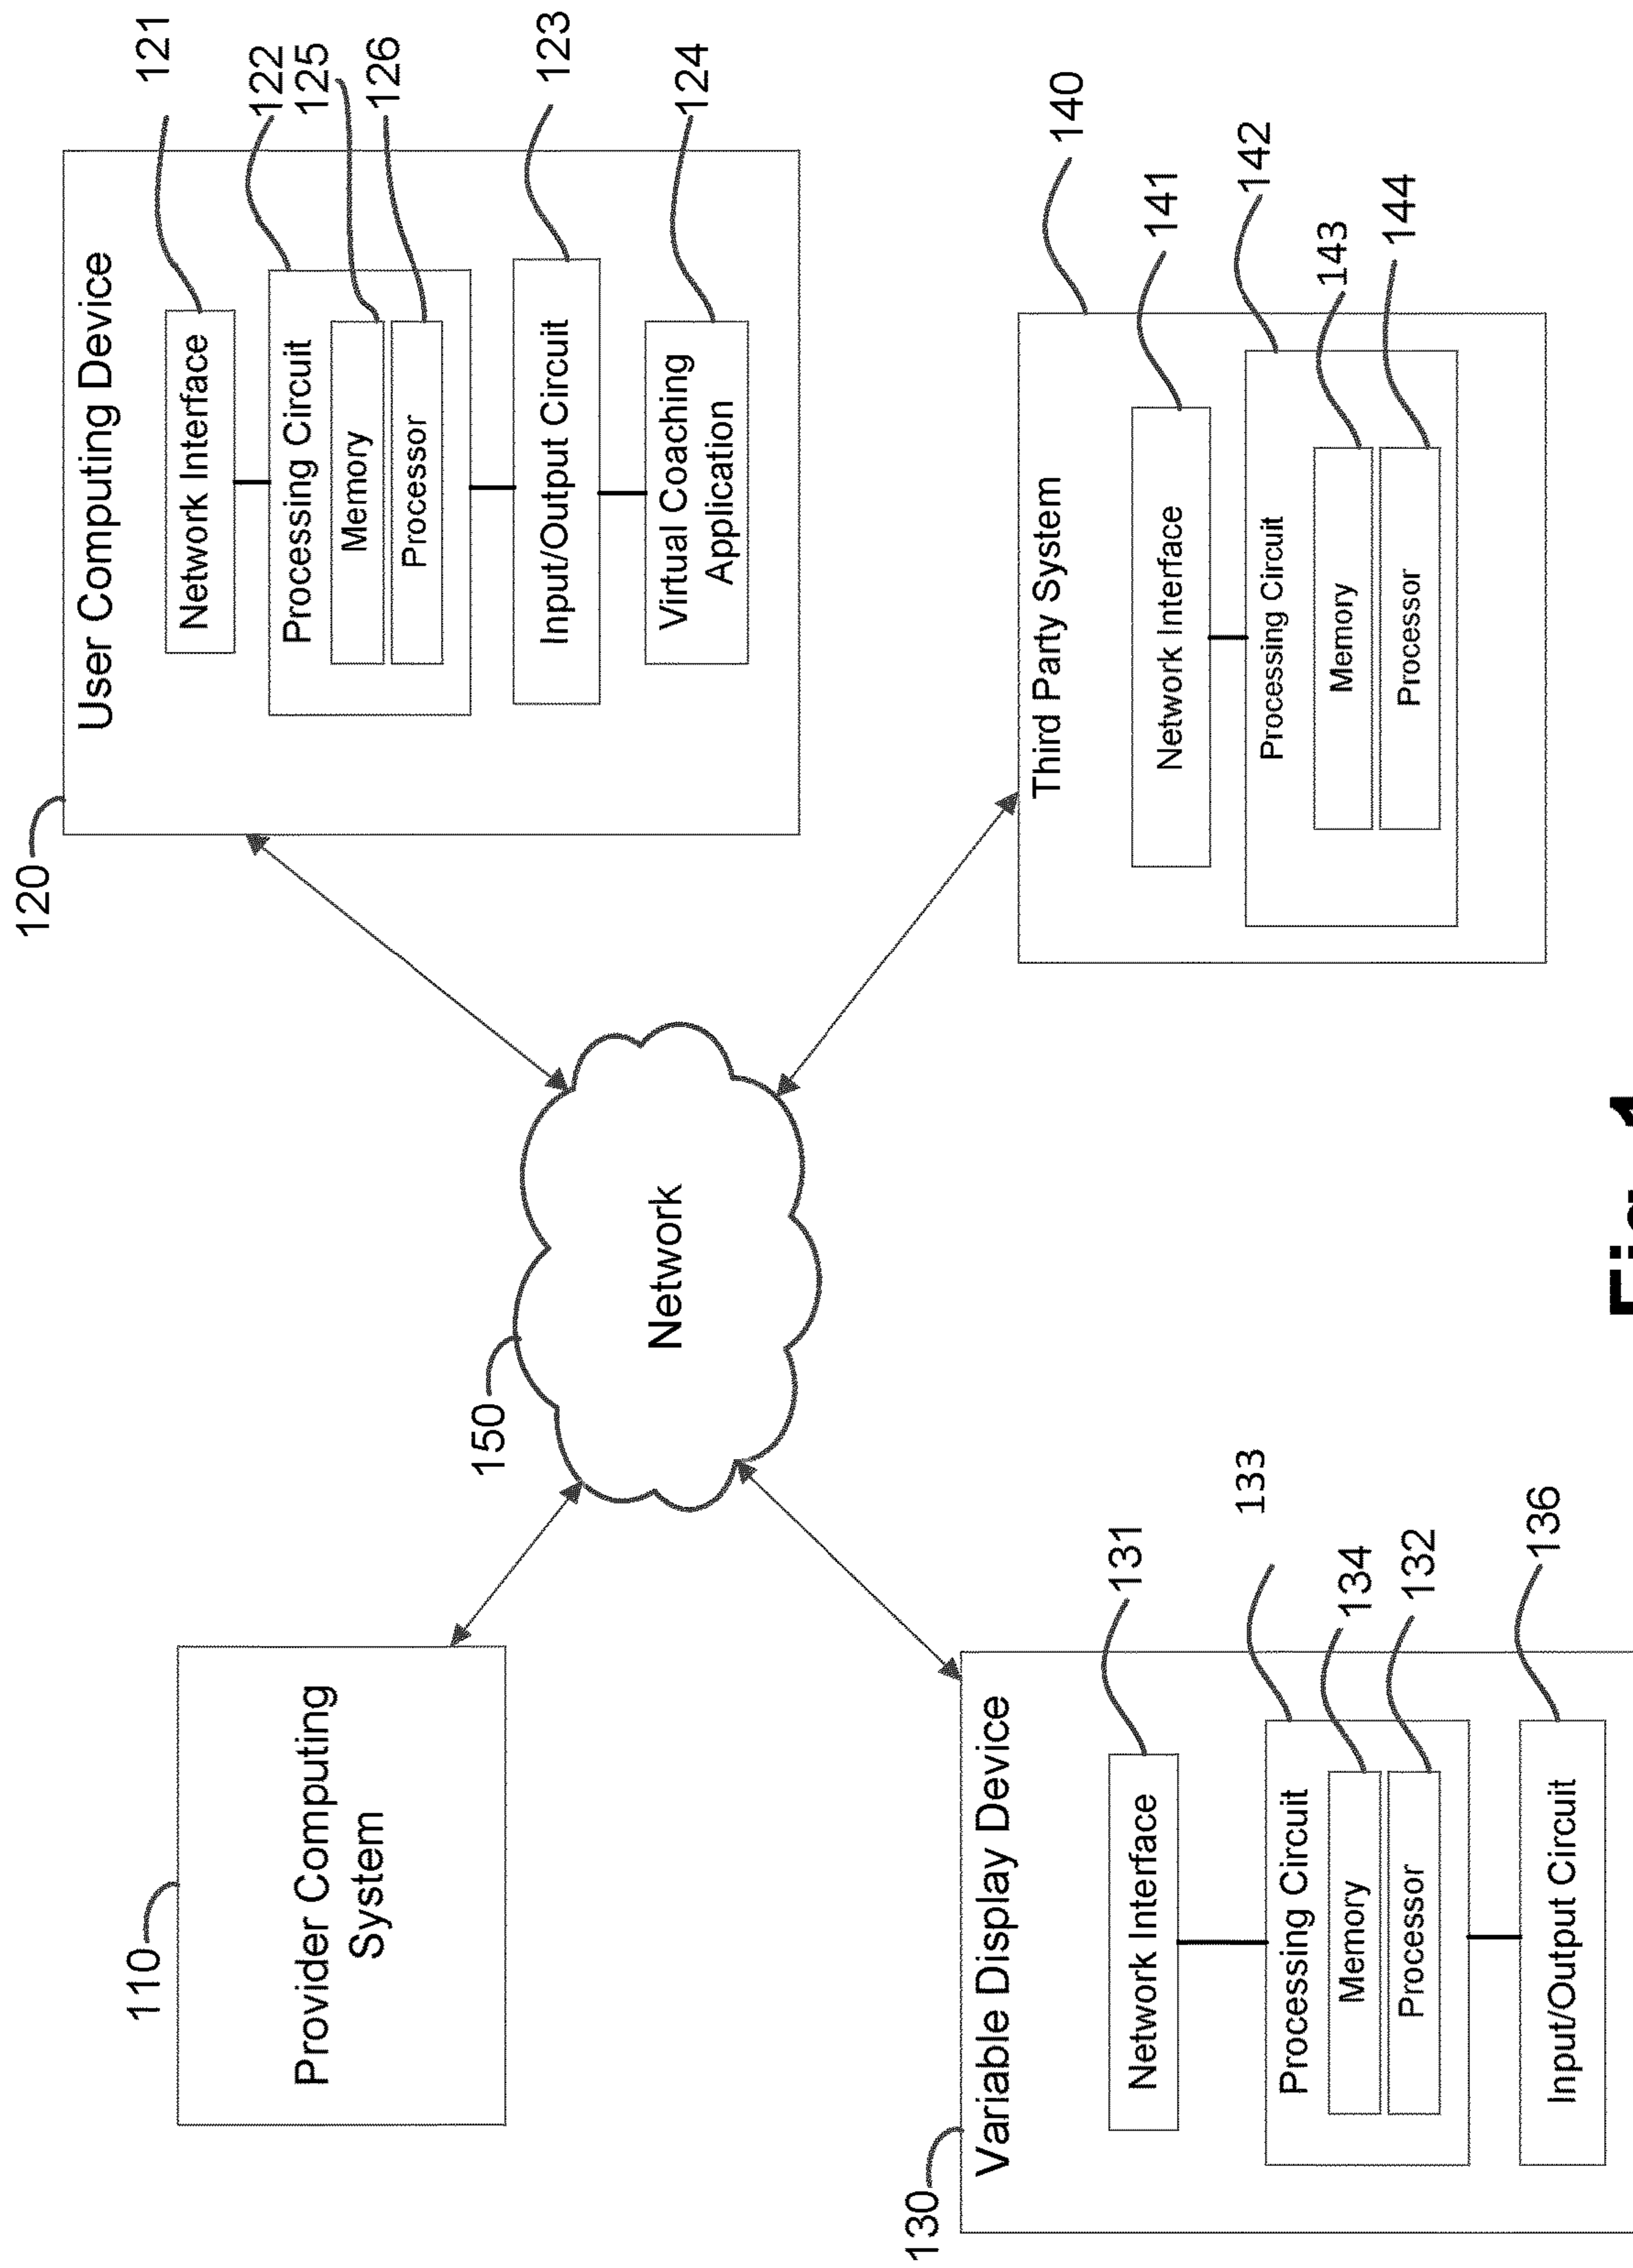 110
Provider Computing
System
120
User Computing Device
Network Interface
121
Processing Circuit
122
Memory
125
Processor
126
Input/Output Circuit
123
Virtual Coaching
Application
124
150
Network
130
Variable Display Device
Network Interface
131
Processing Circuit
133
Memory
134
Processor
132
Input/Output Circuit
136
Third Party System
140
Network Interface
141
Processing Circuit
142
Memory
143
Processor
144